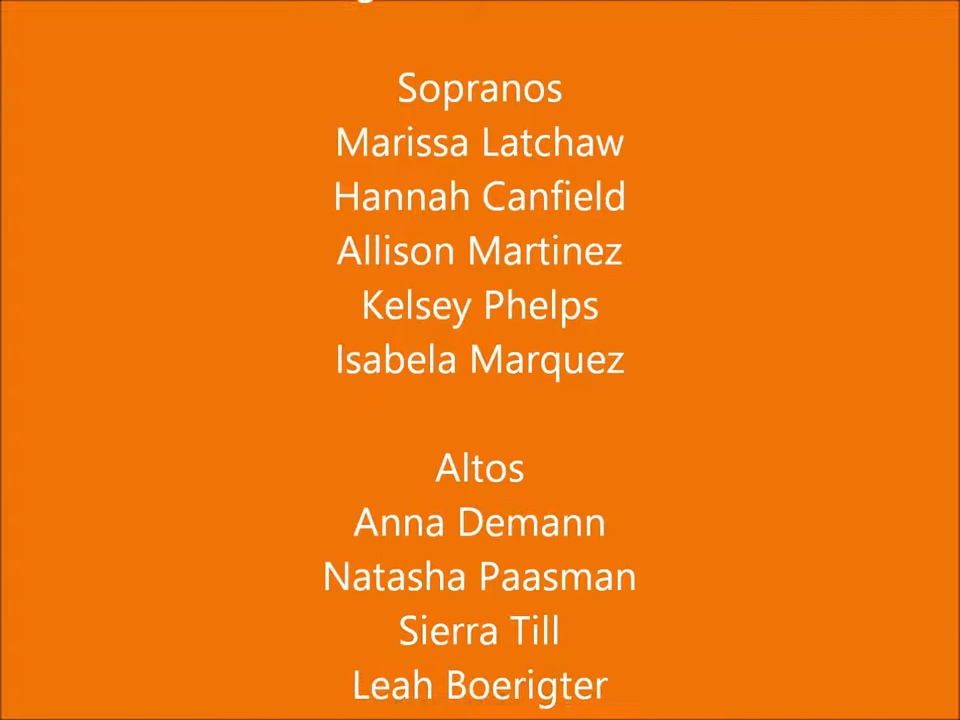 Sopranos
Marissa Latchaw
Hannah Canfield
Allison Martinez
Kelsey Phelps
Isabela Marquez
Altos
Anna Demann
Natasha Paasman
Sierra Till
Leah Boerigter